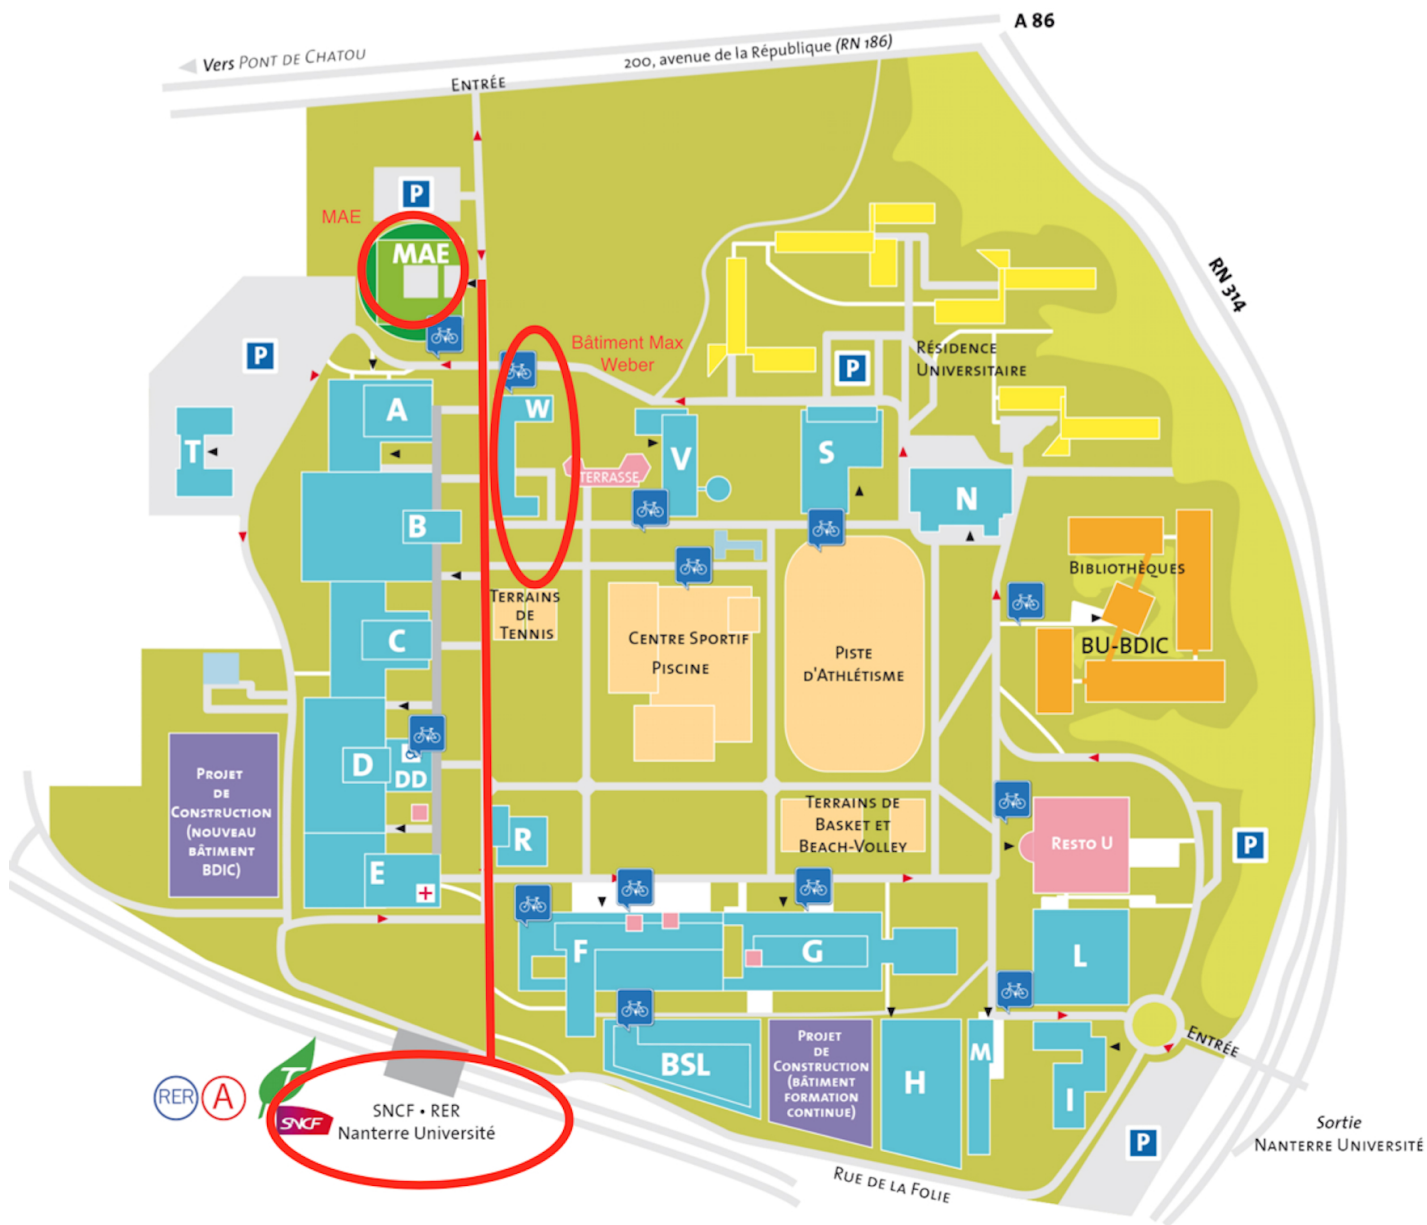 A 86
Vers PONT DE CHATOU
200, avenue de la République (RN 186)
ENTRÉE
P
MAE
MAE
RN 314
P
Bâtiment Max
Weber
RÉSIDENCE
UNIVERSITAIRE
P
A
W
T
V
S
TERRASSE
N
B
BIBLIOTHÈQUES
TERRAINS
DE
TENNIS
CENTRE SPORTIF
PISCINE
PISTE
D'ATHLÉTISME
C
BU-BDIC
D
DD
PROJET
DE
CONSTRUCTION
(NOUVEAU
BÂTIMENT
BDIC)
TERRAINS DE
BASKET ET
BEACH-VOLLEY
R
RESTO U
P
E
F
G
L
ENTRÉE
PROJET
DE
CONSTRUCTION
(BÂTIMENT
FORMATION
CONTINUE)
BSL
H
M
I
RER
A
T
SNCF
SNCF • RER
Nanterre Université
P
Sortie
NANTERRE UNIVERSITÉ
RUE DE LA FOLIE